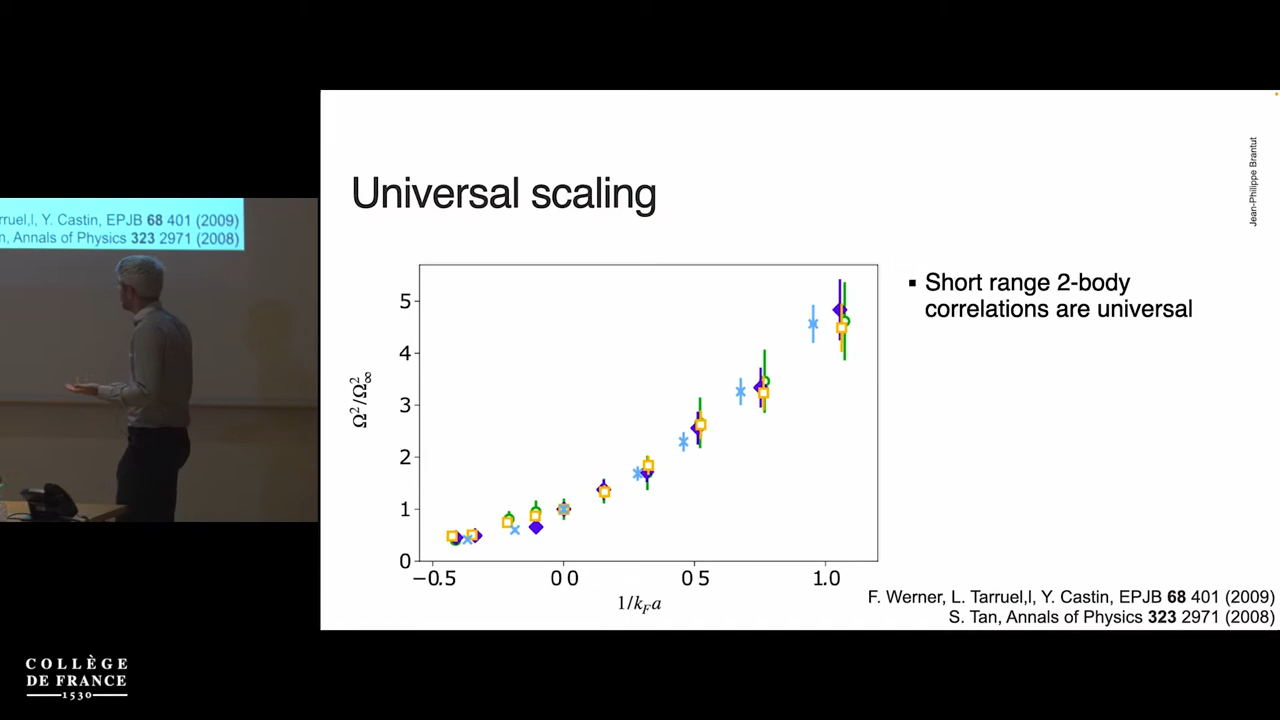 rruel,l, Y. Castin, EPJB 68 401 (2009)
n, Annals of Physics 323 2971 (2008)
Universal scaling
Jean-Philippe Brantut
▪ Short range 2-body
correlations are universal
Ω²/Ω²∞
5
4
3
2
1
0
−0.5
0 0
0 5
1.0
1/k_F a
F. Werner, L. Tarruel,l, Y. Castin, EPJB 68 401 (2009)
S. Tan, Annals of Physics 323 2971 (2008)
COLLÈGE
DE FRANCE
1530